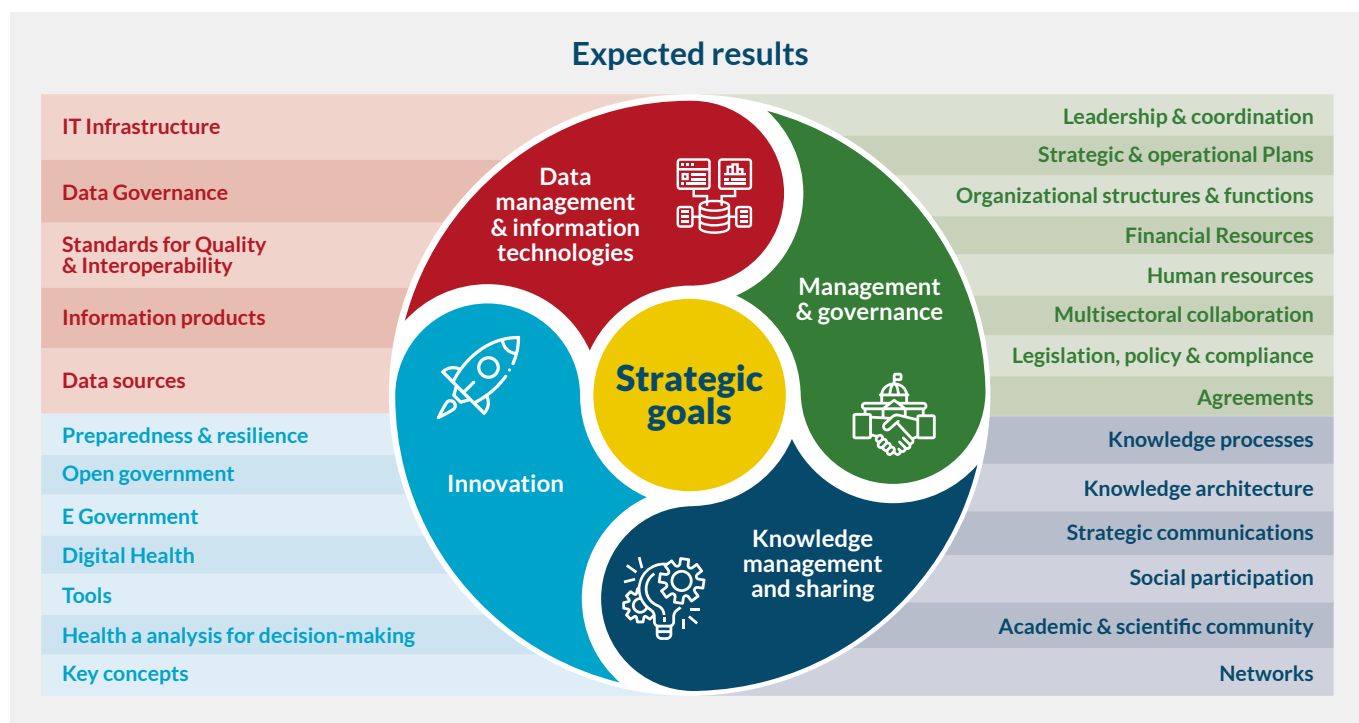 Expected results
IT Infrastructure
Data Governance
Standards for Quality
& Interoperability
Information products
Data sources
Preparedness & resilience
Open government
E Government
Digital Health
Tools
Health a analysis for decision-making
Key concepts
Data
management
& information
technologies
Management
& governance
Strategic
goals
Innovation
Knowledge
management
and sharing
Leadership & coordination
Strategic & operational Plans
Organizational structures & functions
Financial Resources
Human resources
Multisectoral collaboration
Legislation, policy & compliance
Agreements
Knowledge processes
Knowledge architecture
Strategic communications
Social participation
Academic & scientific community
Networks